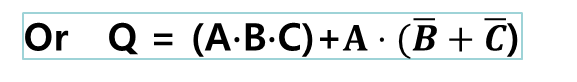 Or Q = (A·B·C)+A · (B̅ + C̅)